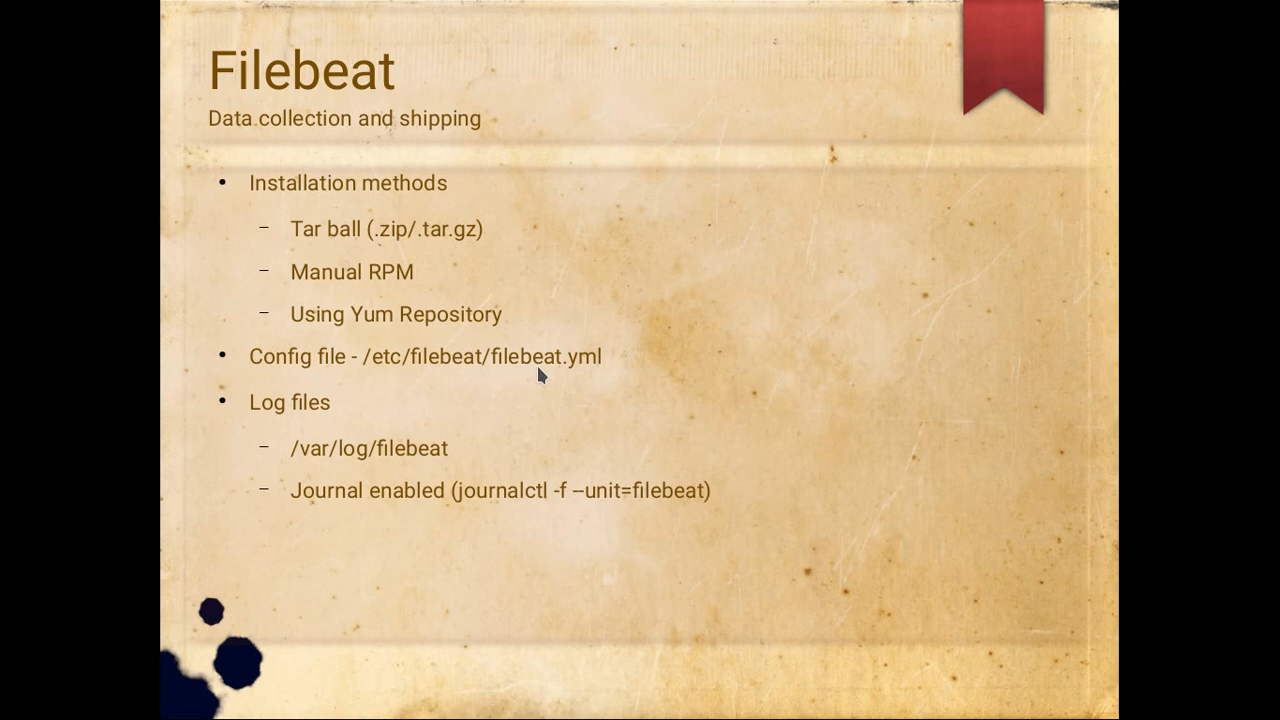 Filebeat
Data collection and shipping
• Installation methods
– Tar ball (.zip/.tar.gz)
– Manual RPM
– Using Yum Repository
• Config file - /etc/filebeat/filebeat.yml
• Log files
– /var/log/filebeat
– Journal enabled (journalctl -f --unit=filebeat)